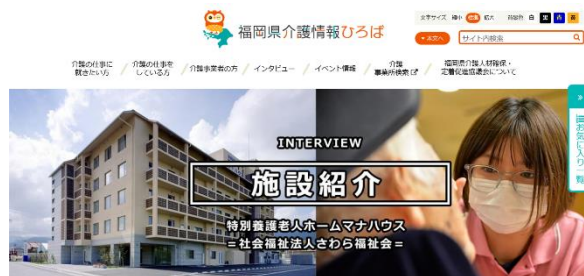 福岡県介護情報ひろば
文字サイズ 縮小 標準 拡大 背景色 白 黒 青 黄
本文へ サイト内検索
介護の仕事に
就きたい方
介護の仕事を
している方
介護事業者の方
インタビュー
イベント情報
介護
事業所検索
福岡県介護人材確保・
定着促進協議会について
INTERVIEW
施設紹介
特別養護老人ホームマナハウス
=社会福祉法人さわら福祉会=
お気に入り一覧